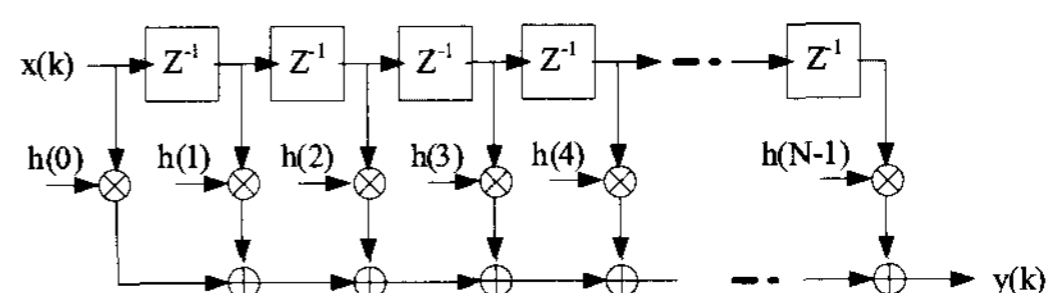 x(k) Z⁻¹ Z⁻¹ Z⁻¹ Z⁻¹ Z⁻¹
h(0) h(1) h(2) h(3) h(4) h(N-1)
y(k)